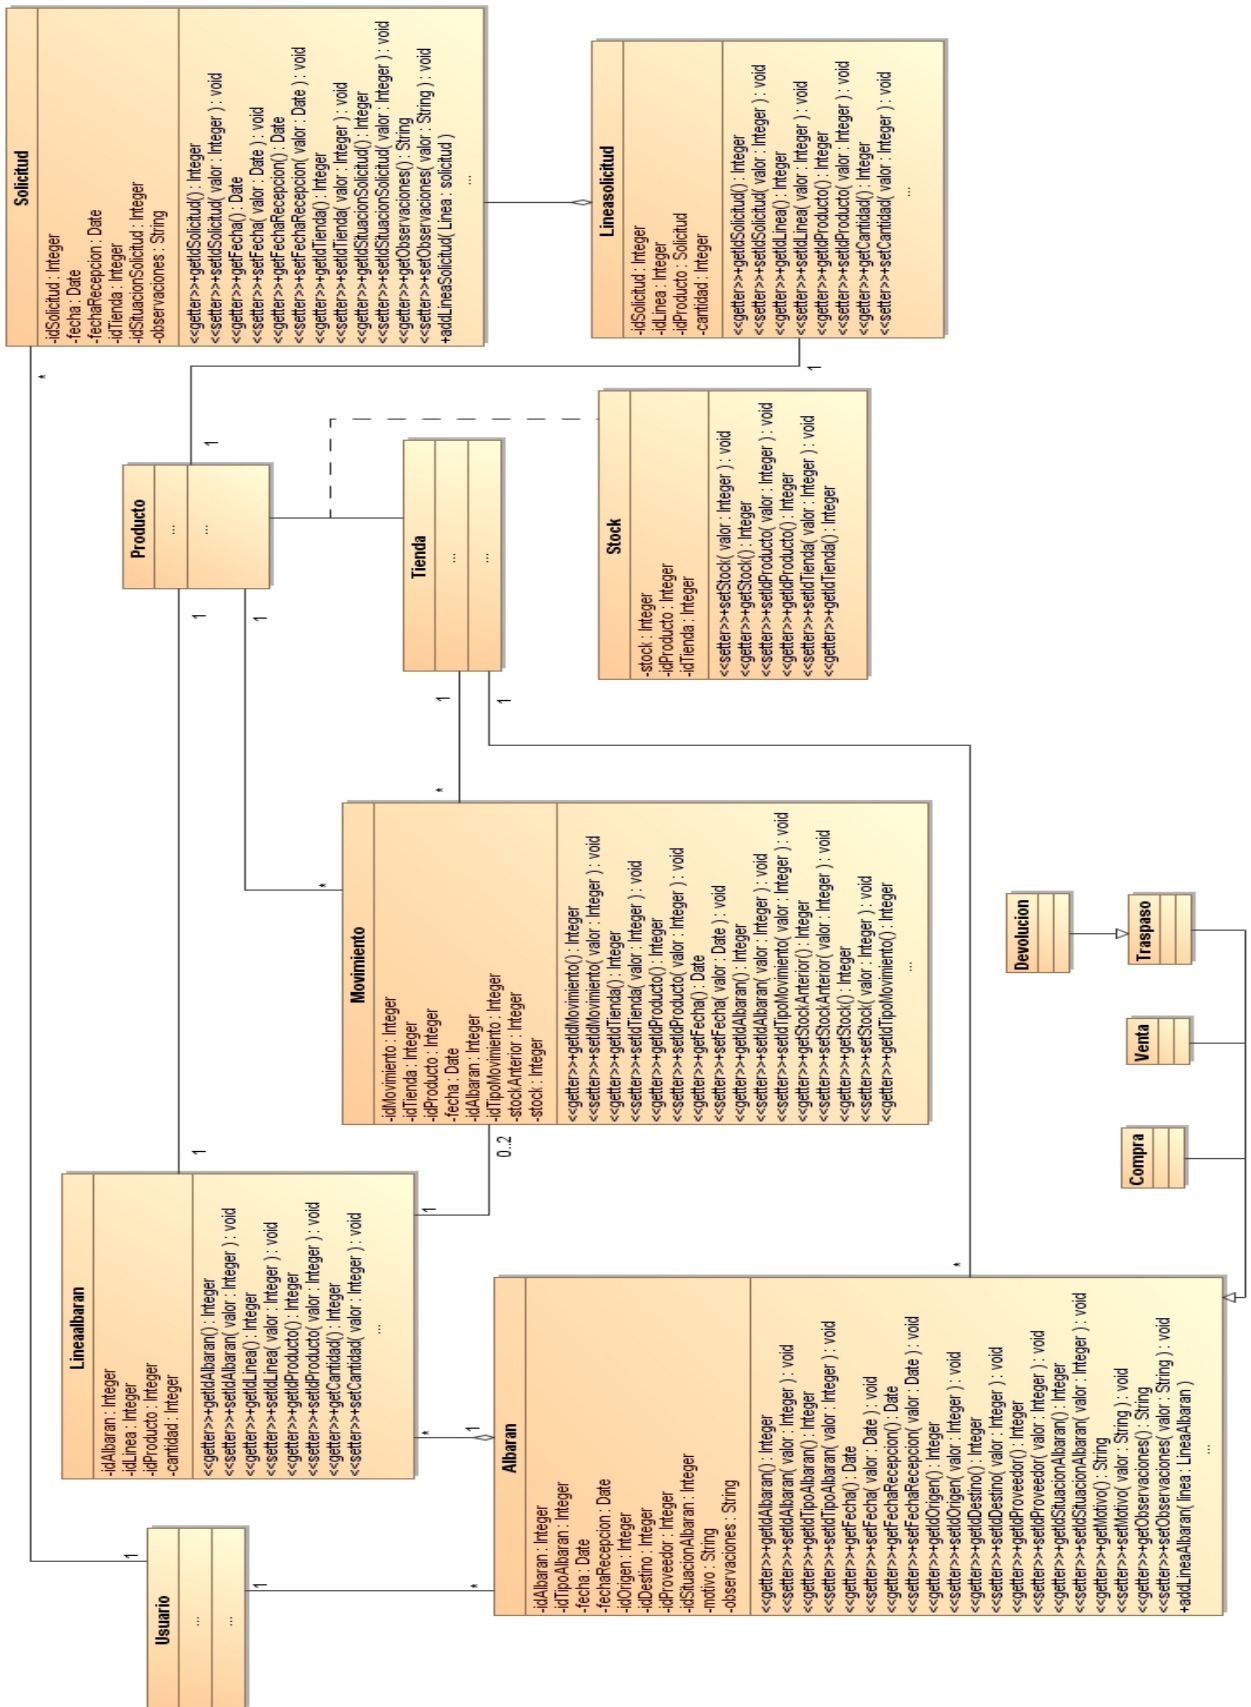 Usuario
...
...
1
1
*
Lineaalbaran
-idAlbaran : Integer
-idLinea : Integer
-idProducto : Integer
-cantidad : Integer
<<getter>>+getIdAlbaran() : Integer
<<setter>>+setIdAlbaran( valor : Integer ) : void
<<getter>>+getIdLinea() : Integer
<<setter>>+setIdLinea( valor : Integer ) : void
<<getter>>+getIdProducto() : Integer
<<setter>>+setIdProducto( valor : Integer ) : void
<<getter>>+getCantidad() : Integer
<<setter>>+setCantidad( valor : Integer ) : void
...
*
1
1
1
0..2
Albaran
-idAlbaran : Integer
-idTipoAlbaran : Integer
-fecha : Date
-fechaRecepcion : Date
-idOrigen : Integer
-idDestino : Integer
-idProveedor : Integer
-idSituacionAlbaran : Integer
-motivo : String
-observaciones : String
<<getter>>+getIdAlbaran() : Integer
<<setter>>+setIdAlbaran( valor : Integer ) : void
<<getter>>+getIdTipoAlbaran() : Integer
<<setter>>+setIdTipoAlbaran( valor : Integer ) : void
<<getter>>+getFecha() : Date
<<setter>>+setFecha( valor : Date ) : void
<<getter>>+getFechaRecepcion() : Date
<<setter>>+setFechaRecepcion( valor : Date ) : void
<<getter>>+getIdOrigen() : Integer
<<setter>>+setIdOrigen( valor : Integer ) : void
<<getter>>+getIdDestino() : Integer
<<setter>>+setIdDestino( valor : Integer ) : void
<<getter>>+getIdProveedor() : Integer
<<setter>>+setIdProveedor( valor : Integer ) : void
<<getter>>+getIdSituacionAlbaran() : Integer
<<setter>>+setIdSituacionAlbaran( valor : Integer ) : void
<<getter>>+getMotivo() : String
<<setter>>+setMotivo( valor : String ) : void
<<getter>>+getObservaciones() : String
<<setter>>+setObservaciones( valor : String ) : void
+addLineaAlbaran( linea : LineaAlbaran )
...
*
Movimiento
-idMovimiento : Integer
-idTienda : Integer
-idProducto : Integer
-fecha : Date
-idAlbaran : Integer
-idTipoMovimiento : Integer
-stockAnterior : Integer
-stock : Integer
<<getter>>+getIdMovimiento() : Integer
<<setter>>+setIdMovimiento( valor : Integer ) : void
<<getter>>+getIdTienda() : Integer
<<setter>>+setIdTienda( valor : Integer ) : void
<<getter>>+getIdProducto() : Integer
<<setter>>+setIdProducto( valor : Integer ) : void
<<getter>>+getFecha() : Date
<<setter>>+setFecha( valor : Date ) : void
<<getter>>+getIdAlbaran() : Integer
<<setter>>+setIdAlbaran( valor : Integer ) : void
<<setter>>+setIdTipoMovimiento( valor : Integer ) : void
<<getter>>+getStockAnterior() : Integer
<<setter>>+setStockAnterior( valor : Integer ) : void
<<getter>>+getStock() : Integer
<<setter>>+setStock( valor : Integer ) : void
<<getter>>+getIdTipoMovimiento() : Integer
...
*
*
Compra
Venta
Traspaso
Devolucion
Producto
...
...
1
1
1
Tienda
...
...
1
1
Stock
-stock : Integer
-idProducto : Integer
-idTienda : Integer
<<setter>>+setStock( valor : Integer ) : void
<<getter>>+getStock() : Integer
<<setter>>+setIdProducto( valor : Integer ) : void
<<getter>>+getIdProducto() : Integer
<<setter>>+setIdTienda( valor : Integer ) : void
<<getter>>+getIdTienda() : Integer
Solicitud
-idSolicitud : Integer
-fecha : Date
-fechaRecepcion : Date
-idTienda : Integer
-idSituacionSolicitud : Integer
-observaciones : String
<<getter>>+getIdSolicitud() : Integer
<<setter>>+setIdSolicitud( valor : Integer ) : void
<<getter>>+getFecha() : Date
<<setter>>+setFecha( valor : Date ) : void
<<getter>>+getFechaRecepcion() : Date
<<setter>>+setFechaRecepcion( valor : Date ) : void
<<getter>>+getIdTienda() : Integer
<<setter>>+setIdTienda( valor : Integer ) : void
<<getter>>+getIdSituacionSolicitud() : Integer
<<setter>>+setIdSituacionSolicitud( valor : Integer ) : void
<<getter>>+getObservaciones() : String
<<setter>>+setObservaciones( valor : String ) : void
+addLineaSolicitud( Linea : solicitud )
...
*
Lineasolicitud
-idSolicitud : Integer
-idLinea : Integer
-idProducto : Solicitud
-cantidad : Integer
<<getter>>+getIdSolicitud() : Integer
<<setter>>+setIdSolicitud( valor : Integer ) : void
<<getter>>+getIdLinea() : Integer
<<setter>>+setIdLinea( valor : Integer ) : void
<<getter>>+getIdProducto() : Integer
<<setter>>+setIdProducto( valor : Integer ) : void
<<getter>>+getCantidad() : Integer
<<setter>>+setCantidad( valor : Integer ) : void
...
1